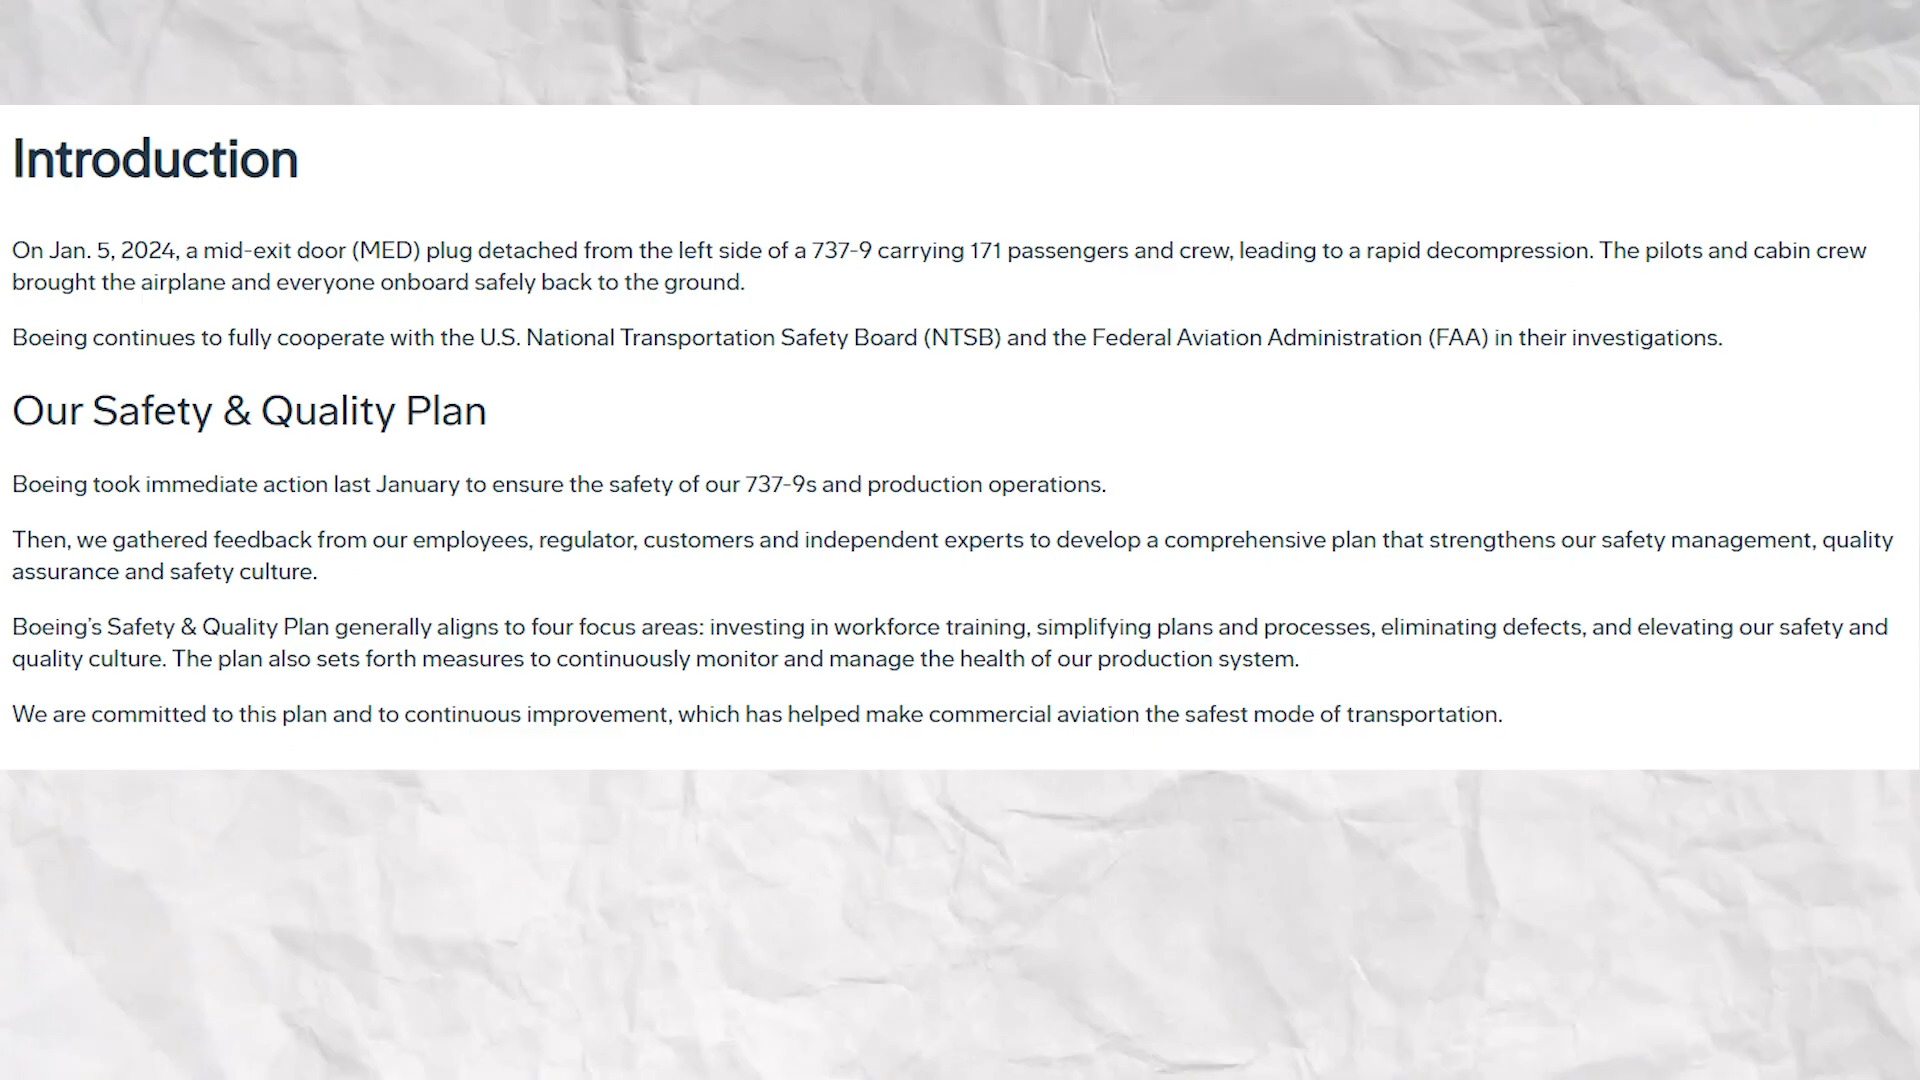 Introduction
On Jan. 5, 2024, a mid-exit door (MED) plug detached from the left side of a 737-9 carrying 171 passengers and crew, leading to a rapid decompression. The pilots and cabin crew
brought the airplane and everyone onboard safely back to the ground.
Boeing continues to fully cooperate with the U.S. National Transportation Safety Board (NTSB) and the Federal Aviation Administration (FAA) in their investigations.
Our Safety & Quality Plan
Boeing took immediate action last January to ensure the safety of our 737-9s and production operations.
Then, we gathered feedback from our employees, regulator, customers and independent experts to develop a comprehensive plan that strengthens our safety management, quality
assurance and safety culture.
Boeing’s Safety & Quality Plan generally aligns to four focus areas: investing in workforce training, simplifying plans and processes, eliminating defects, and elevating our safety and
quality culture. The plan also sets forth measures to continuously monitor and manage the health of our production system.
We are committed to this plan and to continuous improvement, which has helped make commercial aviation the safest mode of transportation.